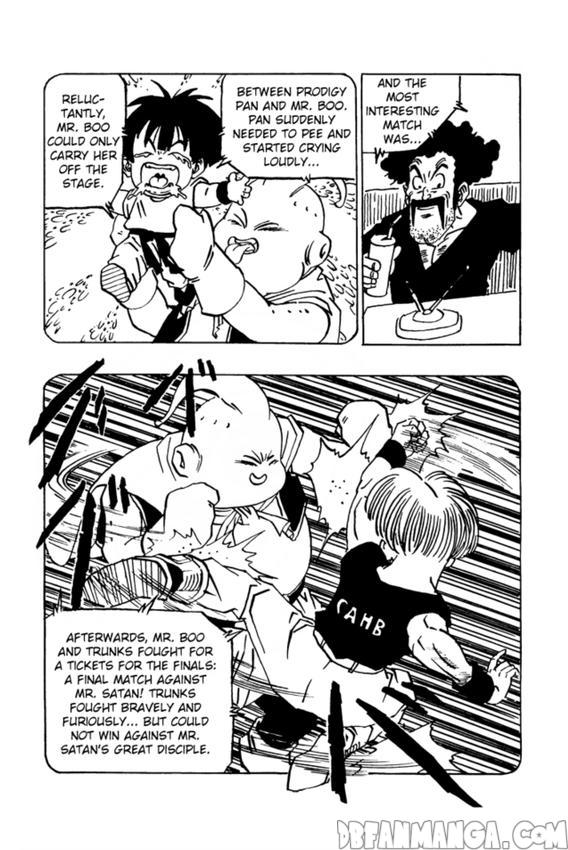 AND THE
MOST
INTERESTING
MATCH
WAS...
BETWEEN PRODIGY
PAN AND MR. BOO.
PAN SUDDENLY
NEEDED TO PEE AND
STARTED CRYING
LOUDLY...
RELUC-
TANTLY,
MR. BOO
COULD ONLY
CARRY HER
OFF THE
STAGE.
CAHB
AFTERWARDS, MR. BOO
AND TRUNKS FOUGHT FOR
A TICKETS FOR THE FINALS:
A FINAL MATCH AGAINST
MR. SATAN! TRUNKS
FOUGHT BRAVELY AND
FURIOUSLY... BUT COULD
NOT WIN AGAINST MR.
SATAN'S GREAT DISCIPLE.
DBFANMANGA.COM